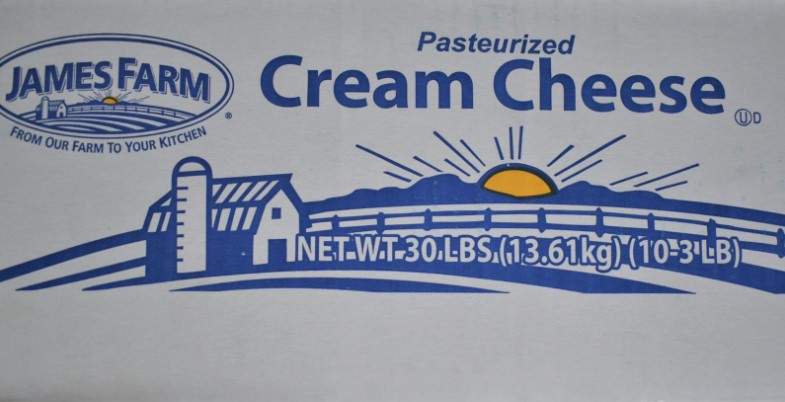 JAMES FARM
®
FROM OUR FARM TO YOUR KITCHEN
Pasteurized
Cream Cheese
Ⓤ D
NET WT 30 LBS (13.61kg) (10-3 LB)